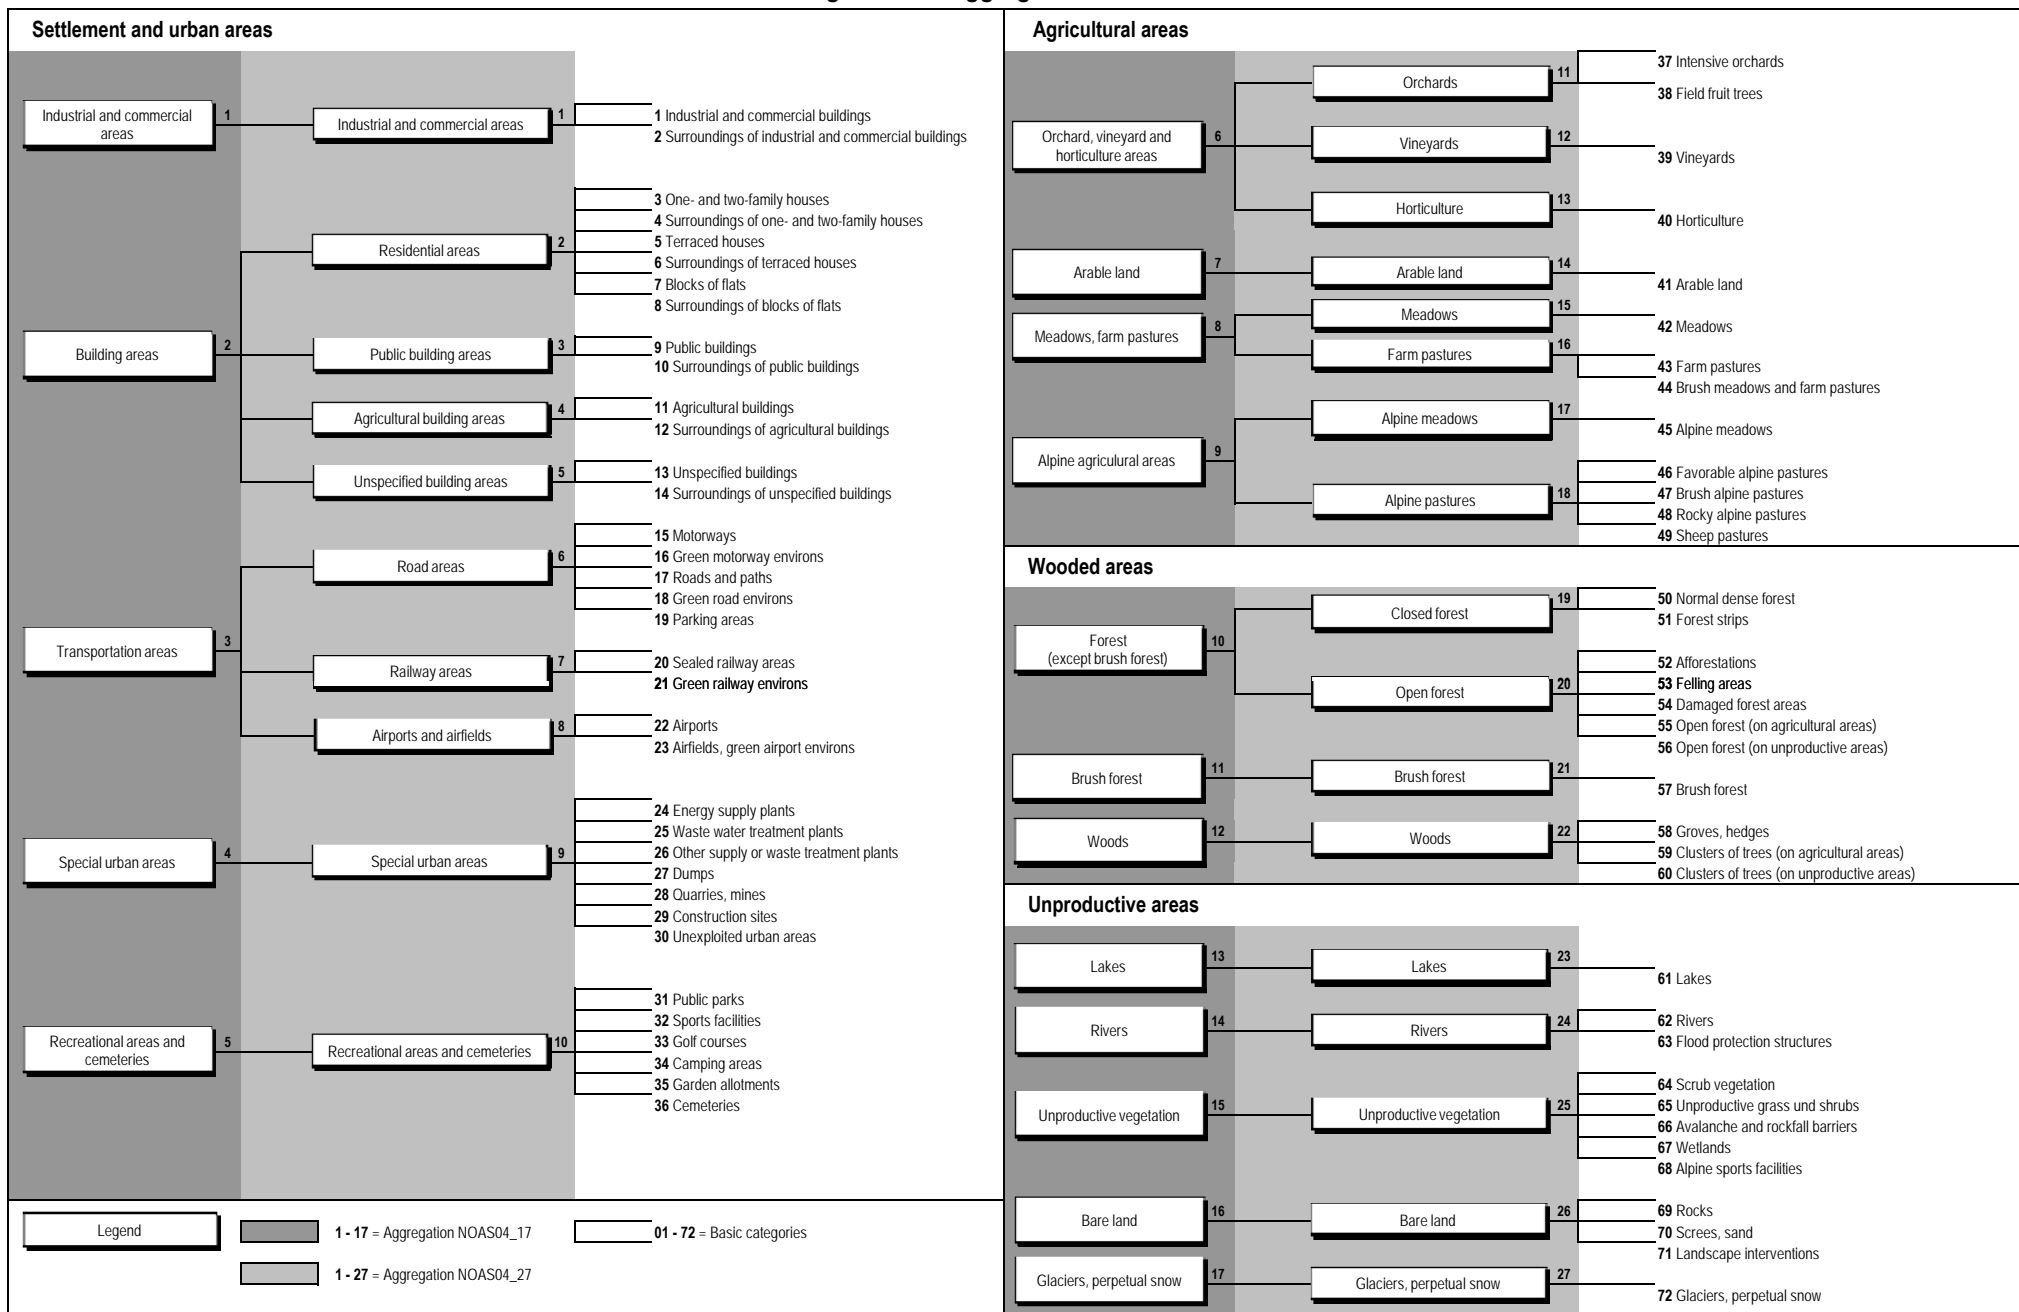 Settlement and urban areas
Industrial and commercial
areas
1
Industrial and commercial areas
1
1 Industrial and commercial buildings
2 Surroundings of industrial and commercial buildings
Building areas
2
Residential areas
2
3 One- and two-family houses
4 Surroundings of one- and two-family houses
5 Terraced houses
6 Surroundings of terraced houses
7 Blocks of flats
8 Surroundings of blocks of flats
Public building areas
3
9 Public buildings
10 Surroundings of public buildings
Agricultural building areas
4
11 Agricultural buildings
12 Surroundings of agricultural buildings
Unspecified building areas
5
13 Unspecified buildings
14 Surroundings of unspecified buildings
Transportation areas
3
Road areas
6
15 Motorways
16 Green motorway environs
17 Roads and paths
18 Green road environs
19 Parking areas
Railway areas
7
20 Sealed railway areas
21 Green railway environs
Airports and airfields
8
22 Airports
23 Airfields, green airport environs
Special urban areas
4
Special urban areas
9
24 Energy supply plants
25 Waste water treatment plants
26 Other supply or waste treatment plants
27 Dumps
28 Quarries, mines
29 Construction sites
30 Unexploited urban areas
Recreational areas and
cemeteries
5
Recreational areas and cemeteries
10
31 Public parks
32 Sports facilities
33 Golf courses
34 Camping areas
35 Garden allotments
36 Cemeteries
Legend
1 - 17 = Aggregation NOAS04_17
1 - 27 = Aggregation NOAS04_27
01 - 72 = Basic categories
Agricultural areas
Orchard, vineyard and
horticulture areas
6
Orchards
11
37 Intensive orchards
38 Field fruit trees
Vineyards
12
39 Vineyards
Horticulture
13
40 Horticulture
Arable land
7
Arable land
14
41 Arable land
Meadows, farm pastures
8
Meadows
15
42 Meadows
Farm pastures
16
43 Farm pastures
44 Brush meadows and farm pastures
Alpine agriculural areas
9
Alpine meadows
17
45 Alpine meadows
Alpine pastures
18
46 Favorable alpine pastures
47 Brush alpine pastures
48 Rocky alpine pastures
49 Sheep pastures
Wooded areas
Forest
(except brush forest)
10
Closed forest
19
50 Normal dense forest
51 Forest strips
Open forest
20
52 Afforestations
53 Felling areas
54 Damaged forest areas
55 Open forest (on agricultural areas)
56 Open forest (on unproductive areas)
Brush forest
11
Brush forest
21
57 Brush forest
Woods
12
Woods
22
58 Groves, hedges
59 Clusters of trees (on agricultural areas)
60 Clusters of trees (on unproductive areas)
Unproductive areas
Lakes
13
Lakes
23
61 Lakes
Rivers
14
Rivers
24
62 Rivers
63 Flood protection structures
Unproductive vegetation
15
Unproductive vegetation
25
64 Scrub vegetation
65 Unproductive grass und shrubs
66 Avalanche and rockfall barriers
67 Wetlands
68 Alpine sports facilities
Bare land
16
Bare land
26
69 Rocks
70 Screes, sand
71 Landscape interventions
Glaciers, perpetual snow
17
Glaciers, perpetual snow
27
72 Glaciers, perpetual snow